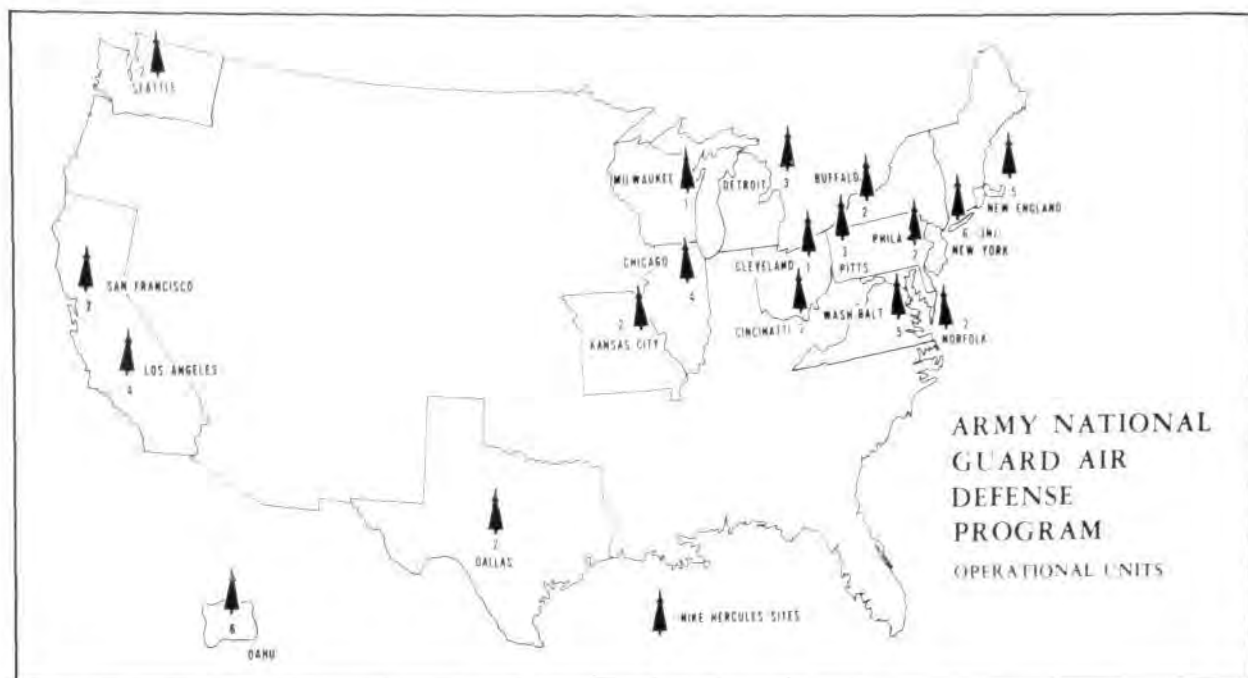 SEATTLE
MILWAUKEE
1
DETROIT
3
BUFFALO
2
5
NEW ENGLAND
PHILA
2
6
NEW YORK
CHICAGO
4
CLEVELAND
1
3
PITTS
SAN FRANCISCO
2
KANSAS CITY
CINCINATTI 2
WASH-BALT
5
2
NORFOLK
LOS ANGELES
4
ARMY NATIONAL
GUARD AIR
DEFENSE
PROGRAM
OPERATIONAL UNITS
2
DALLAS
NIKE HERCULES SITES
6
OAHU